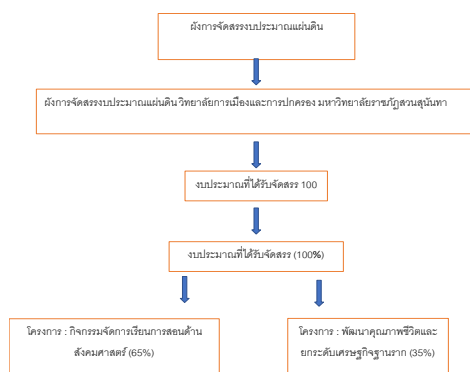 ผังการจัดสรรงบประมาณแผ่นดิน
ผังการจัดสรรงบประมาณแผ่นดิน วิทยาลัยการเมืองและการปกครอง มหาวิทยาลัยราชภัฏสวนสุนันทา
งบประมาณที่ได้รับจัดสรร 100
งบประมาณที่ได้รับจัดสรร (100%)
โครงการ : กิจกรรมจัดการเรียนการสอนด้าน
สังคมศาสตร์ (65%)
โครงการ : พัฒนาคุณภาพชีวิตและ
ยกระดับเศรษฐกิจฐานราก (35%)